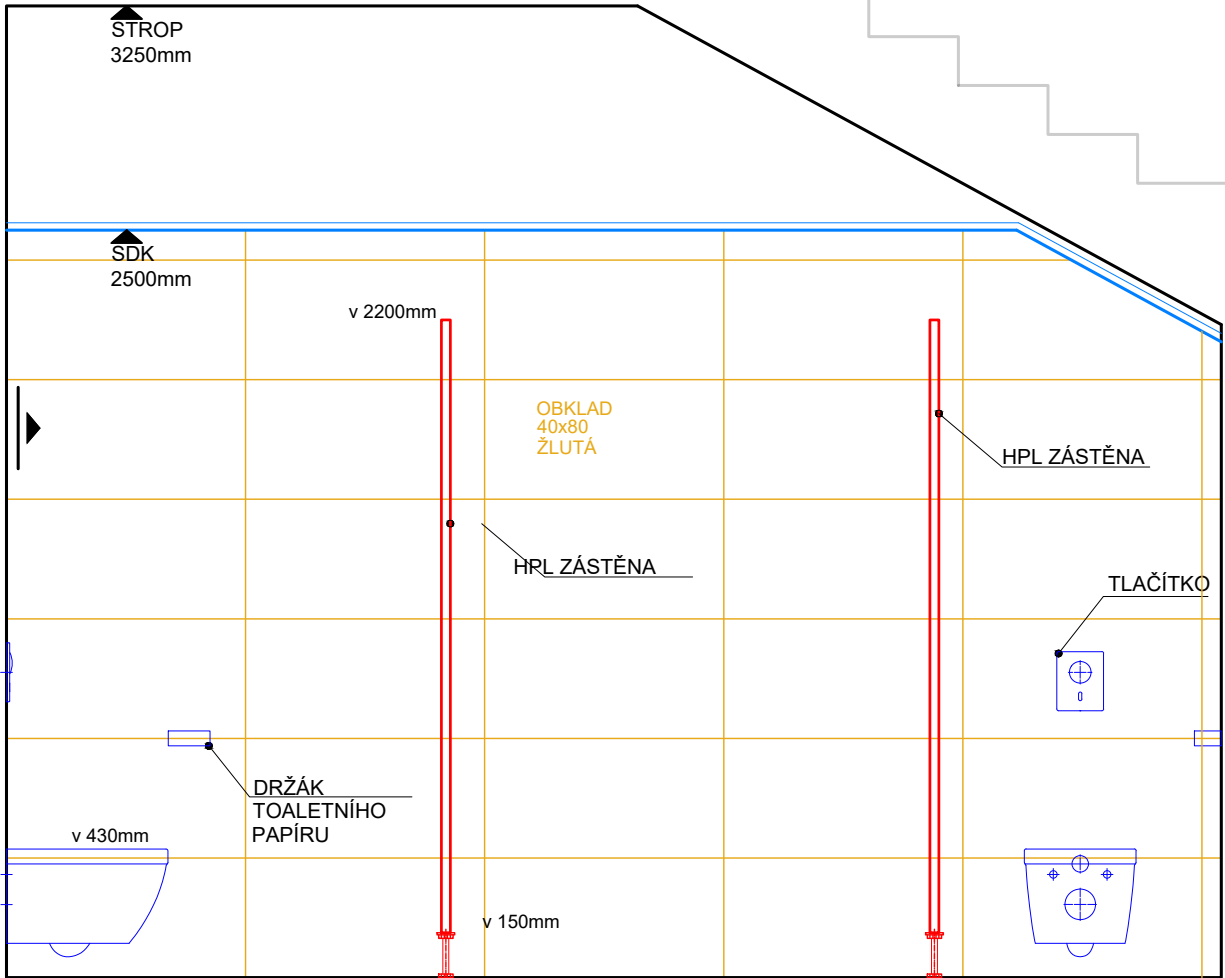 STROP
3250mm
SDK
2500mm
v 2200mm
OBKLAD
40x80
ŽLUTÁ
HPL ZÁSTĚNA
HPL ZÁSTĚNA
TLAČÍTKO
DRŽÁK
TOALETNÍHO
PAPÍRU
v 430mm
v 150mm